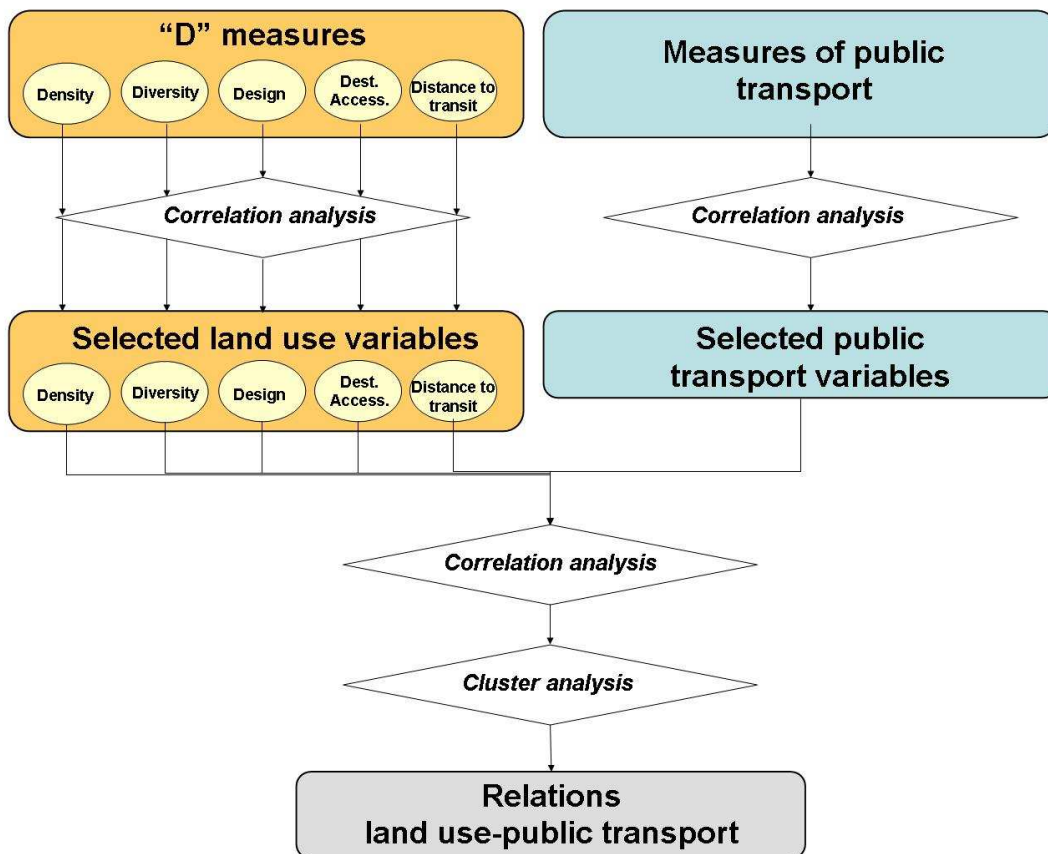 “D” measures
Density
Diversity
Design
Dest.
Access.
Distance to
transit
Measures of public
transport
Correlation analysis
Correlation analysis
Selected land use variables
Density
Diversity
Design
Dest.
Access.
Distance to
transit
Selected public
transport variables
Correlation analysis
Cluster analysis
Relations
land use-public transport